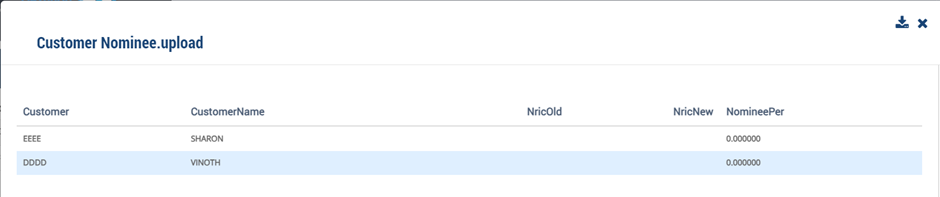 Customer Nominee.upload
Customer CustomerName NricOld NricNew NomineePer
EEEE SHARON 0.000000
DDDD VINOTH 0.000000